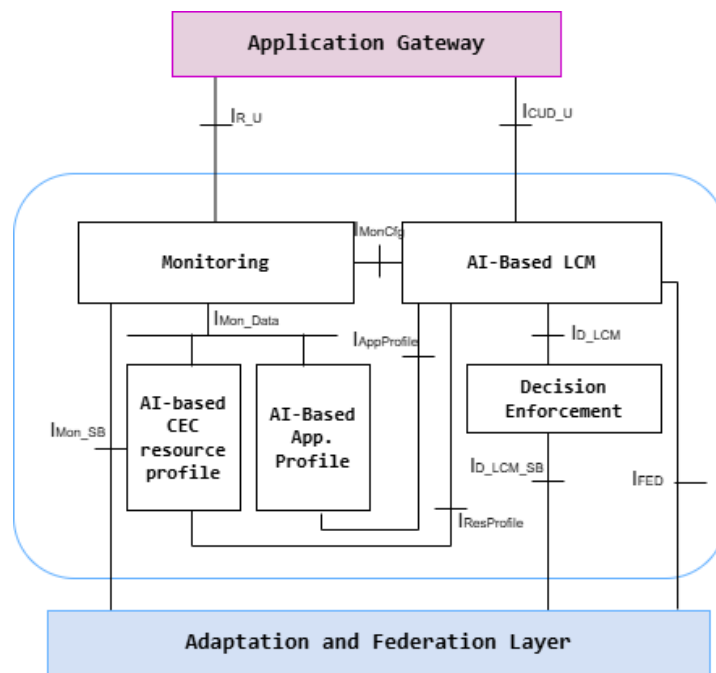 Application Gateway
IR_U
ICUD_U
IMonCfg
Monitoring
AI-Based LCM
IMon_Data
IAppProfile
ID_LCM
AI-based
CEC
resource
profile
AI-Based
App.
Profile
Decision
Enforcement
IMon_SB
ID_LCM_SB
IFED
IResProfile
Adaptation and Federation Layer